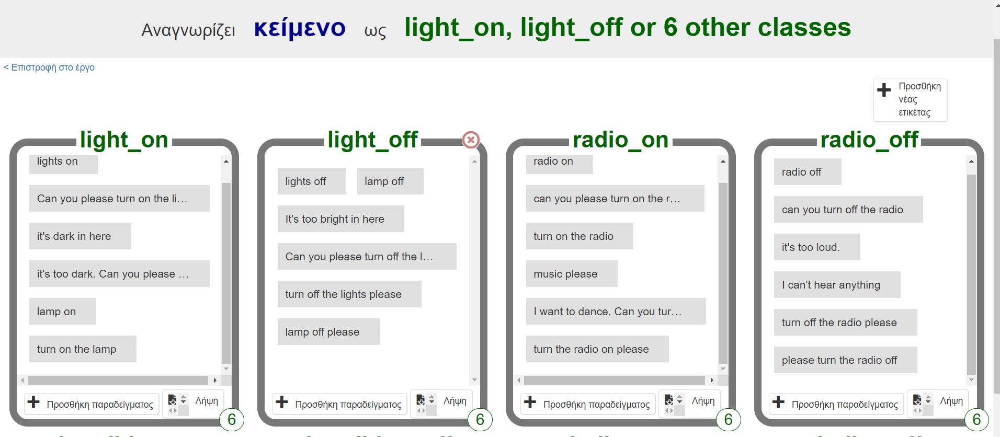 Αναγνωρίζει κείμενο ως light_on, light_off or 6 other classes
< Επιστροφή στο έργο
Προσθήκη
νέας
ετικέτας
light_on
lights on
Can you please turn on the li…
it's dark in here
it's too dark. Can you please …
lamp on
turn on the lamp
Προσθήκη παραδείγματος
Λήψη
6
light_off
lights off lamp off
It's too bright in here
Can you please turn off the l…
turn off the lights please
lamp off please
Προσθήκη παραδείγματος
Λήψη
6
radio_on
radio on
can you please turn on the r…
turn on the radio
music please
I want to dance. Can you tur…
turn the radio on please
Προσθήκη παραδείγματος
Λήψη
6
radio_off
radio off
can you turn off the radio
it's too loud.
I can't hear anything
turn off the radio please
please turn the radio off
Προσθήκη παραδείγματος
Λήψη
6